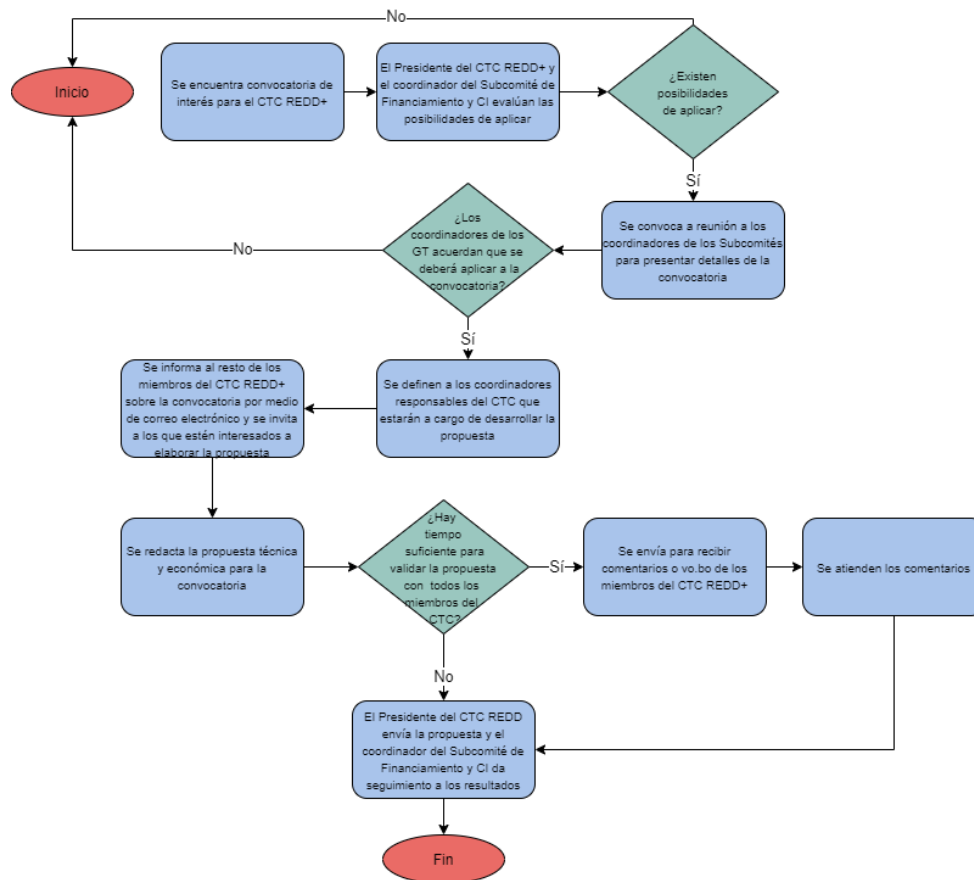 No
Inicio
Se encuentra convocatoria de
interés para el CTC REDD+
El Presidente del CTC REDD+ y
el coordinador del Subcomité de
Financiamiento y CI evalúan las
posibilidades de aplicar
¿Existen
posibilidades
de aplicar?
Sí
Se convoca a reunión a los
coordinadores de los Subcomités
para presentar detalles de la
convocatoria
¿Los
coordinadores de los
GT acuerdan que se
deberá aplicar a la
convocatoria?
No
Sí
Se definen a los coordinadores
responsables del CTC que
estarán a cargo de desarrollar la
propuesta
Se informa al resto de los
miembros del CTC REDD+
sobre la convocatoria por medio
de correo electrónico y se invita
a los que estén interesados a
elaborar la propuesta
Se redacta la propuesta técnica
y económica para la
convocatoria
¿Hay
tiempo
suficiente para
validar la propuesta
con todos los
miembros del
CTC?
Sí
Se envía para recibir
comentarios o vo.bo de los
miembros del CTC REDD+
Se atienden los comentarios
No
El Presidente del CTC REDD
envía la propuesta y el
coordinador del Subcomité de
Financiamiento y CI da
seguimiento a los resultados
Fin